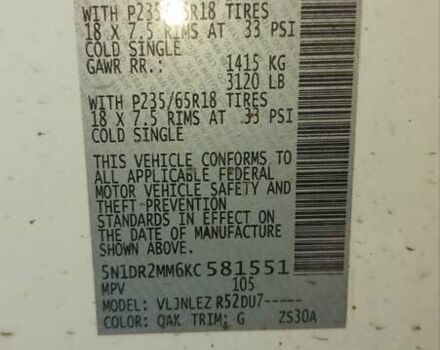 WITH P235/65R18 TIRES
18 X 7.5 RIMS AT 33 PSI
COLD SINGLE
GAWR RR.: 1415 KG
3120 LB
WITH P235/65R18 TIRES
18 X 7.5 RIMS AT 33 PSI
COLD SINGLE
THIS VEHICLE CONFORMS TO
ALL APPLICABLE FEDERAL
MOTOR VEHICLE SAFETY AND
THEFT PREVENTION
STANDARDS IN EFFECT ON
THE DATE OF MANUFACTURE
SHOWN ABOVE.
5N1DR2MM6KC581551
MPV 105
MODEL: VLJNLEZ R52DU7-----
COLOR: QAK TRIM: G ZS30A